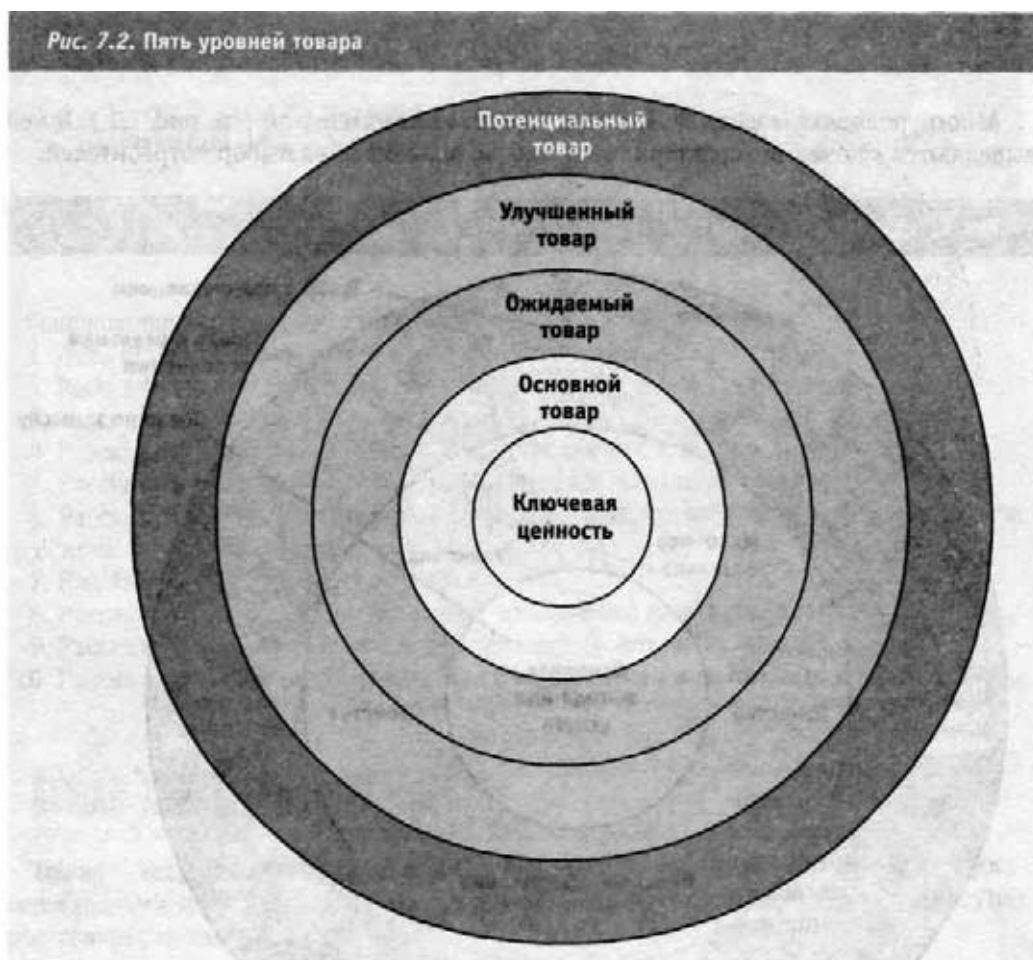 Рис. 7.2. Пять уровней товара
Потенциальный
товар
Улучшенный
товар
Ожидаемый
товар
Основной
товар
Ключевая
ценность